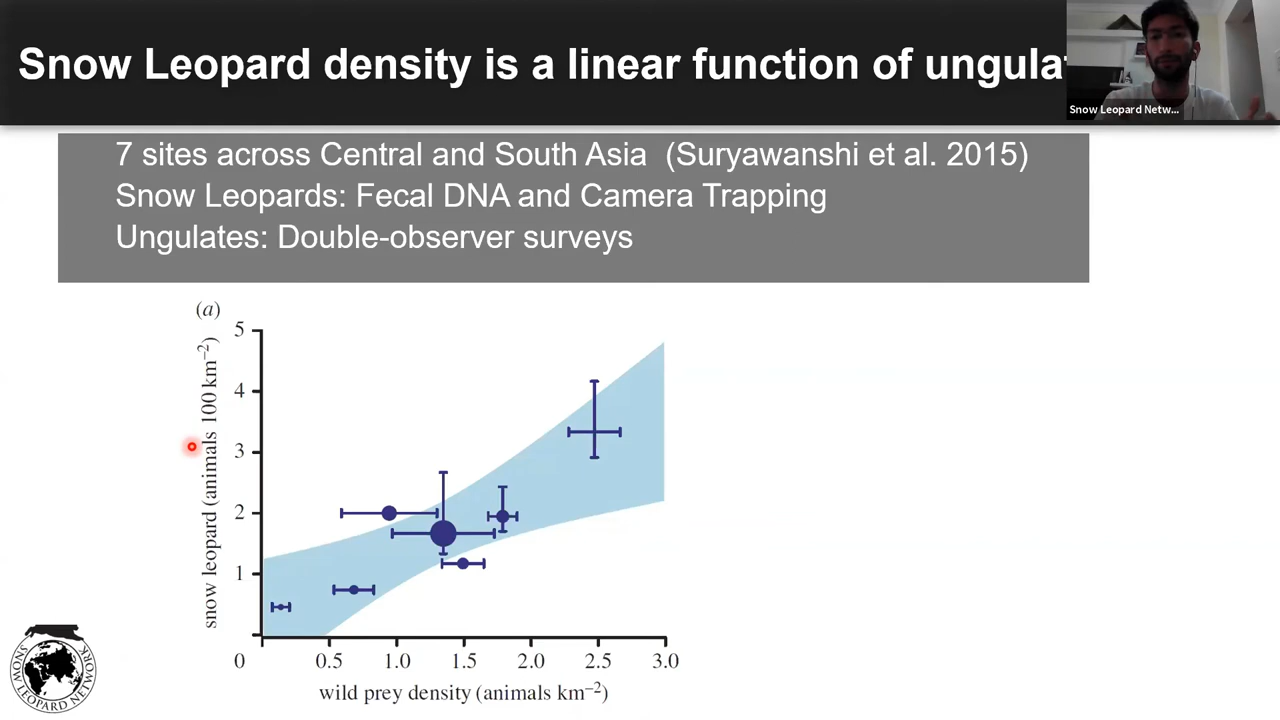 Snow Leopard density is a linear function of ungula
Snow Leopard Netw...
7 sites across Central and South Asia (Suryawanshi et al. 2015)
Snow Leopards: Fecal DNA and Camera Trapping
Ungulates: Double-observer surveys
(a)
snow leopard (animals 100 km⁻²)
5
4
3
2
1
0 0.5 1.0 1.5 2.0 2.5 3.0
wild prey density (animals km⁻²)
SNOW LEOPARD NETWORK